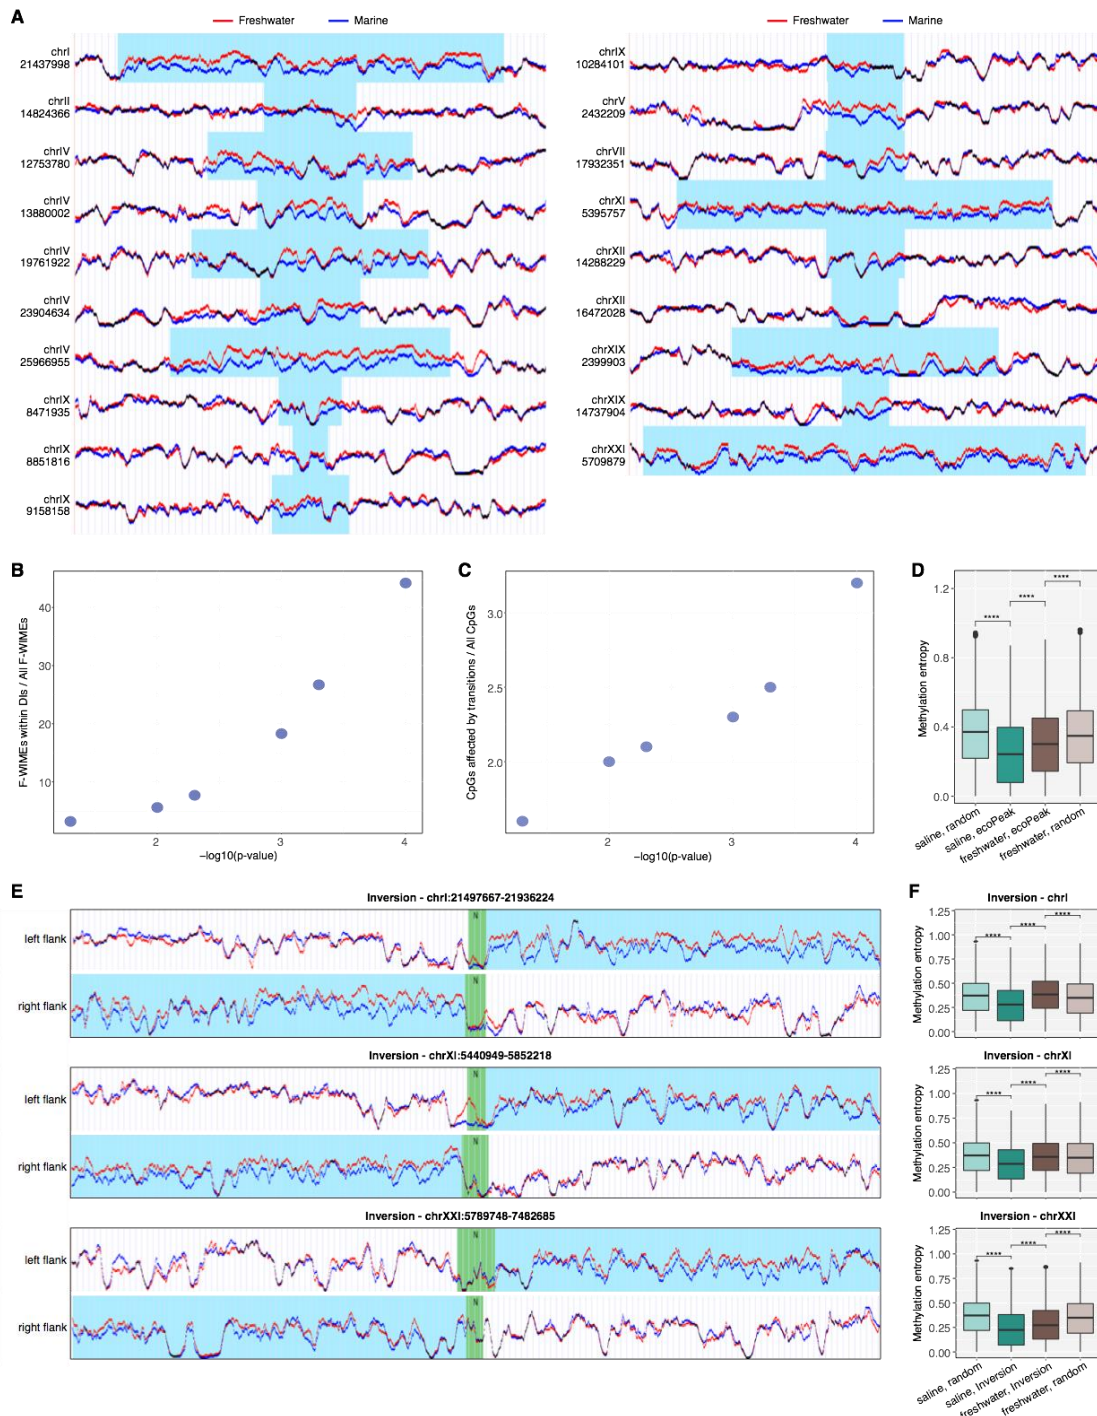 A
Freshwater Marine
chrI
21437998
chrII
14824366
chrIV
12753780
chrIV
13880002
chrIV
19761922
chrIV
23904634
chrIV
25966955
chrIX
8471935
chrIX
8851816
chrIX
9158158
Freshwater Marine
chrIX
10284101
chrV
2432209
chrVII
17932351
chrXI
5395757
chrXII
14288229
chrXII
16472028
chrXIX
2399903
chrXIX
14737904
chrXXI
5709879
B
F-WIMEs within DIs / All F-WIMEs
40
30
20
10
2 3 4
−log10(p-value)
C
CpGs affected by transitions / All CpGs
3.0
2.5
2.0
2 3 4
−log10(p-value)
D
Methylation entropy
1.2
0.8
0.4
0.0
**** **** ****
saline, random
saline, ecoPeak
freshwater, ecoPeak
freshwater, random
E
Inversion - chrI:21497667-21936224
left flank
N
right flank
N
Inversion - chrXI:5440949-5852218
left flank
N
right flank
N
Inversion - chrXXI:5789748-7482685
left flank
N
right flank
N
F
Inversion - chrI
Methylation entropy
1.25
1.00
0.75
0.50
0.25
0.00
**** **** ****
Inversion - chrXI
Methylation entropy
1.25
1.00
0.75
0.50
0.25
0.00
**** **** ****
Inversion - chrXXI
Methylation entropy
1.25
1.00
0.75
0.50
0.25
0.00
**** **** ****
saline, random
saline, Inversion
freshwater, Inversion
freshwater, random